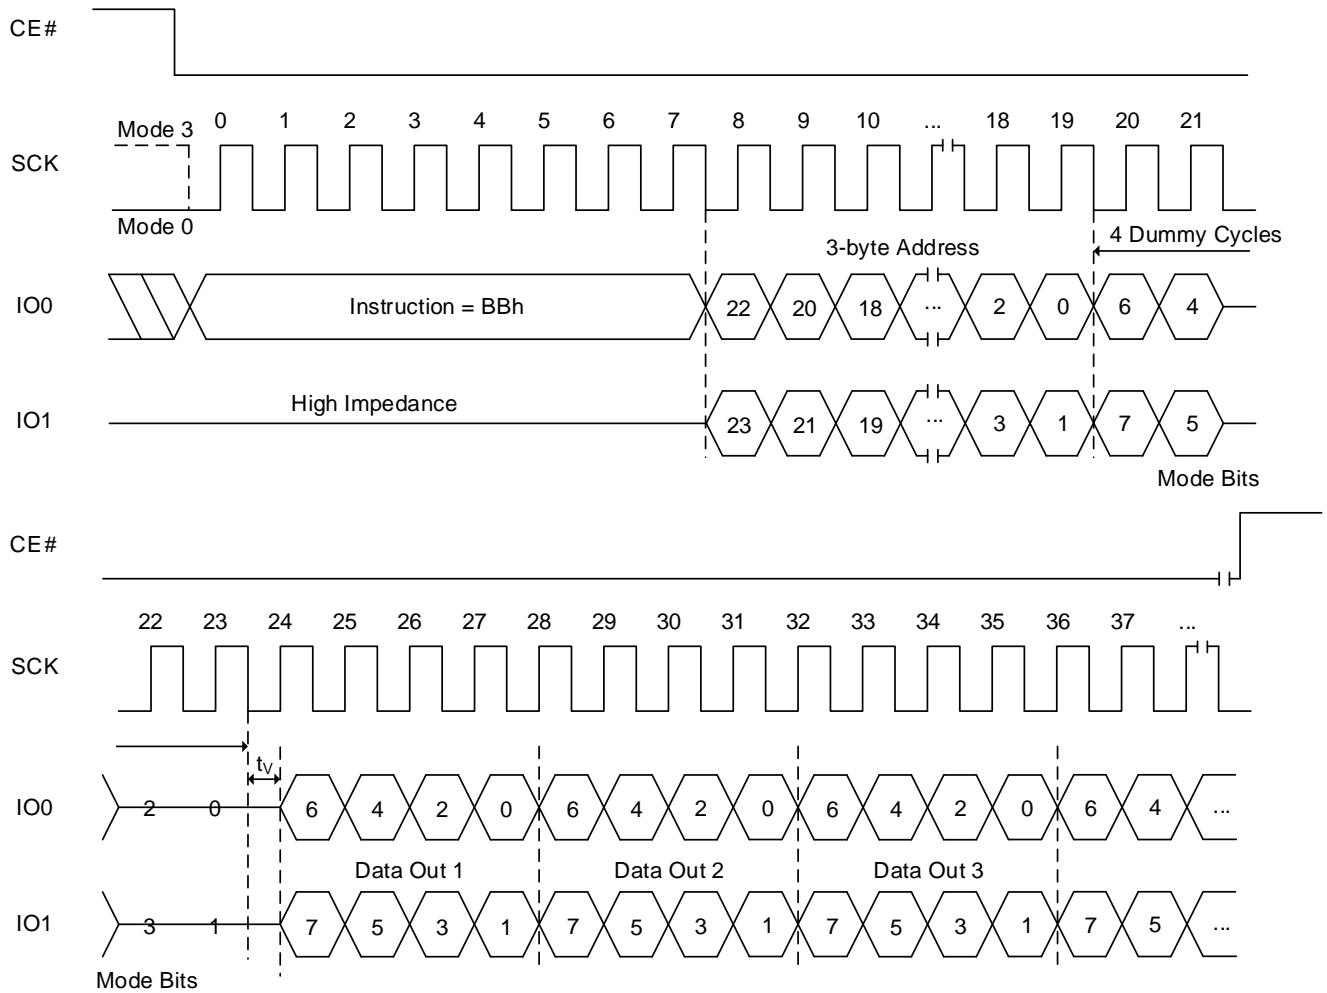 CE#
Mode 3 0 1 2 3 4 5 6 7 8 9 10 ... 18 19 20 21
SCK
Mode 0
3-byte Address 4 Dummy Cycles
IO0 Instruction = BBh 22 20 18 ... 2 0 6 4
High Impedance
IO1 23 21 19 ... 3 1 7 5
Mode Bits
CE#
22 23 24 25 26 27 28 29 30 31 32 33 34 35 36 37 ...
SCK
tV
IO0 2 0 6 4 2 0 6 4 2 0 6 4 2 0 6 4 ...
Data Out 1 Data Out 2 Data Out 3
IO1 3 1 7 5 3 1 7 5 3 1 7 5 3 1 7 5 ...
Mode Bits